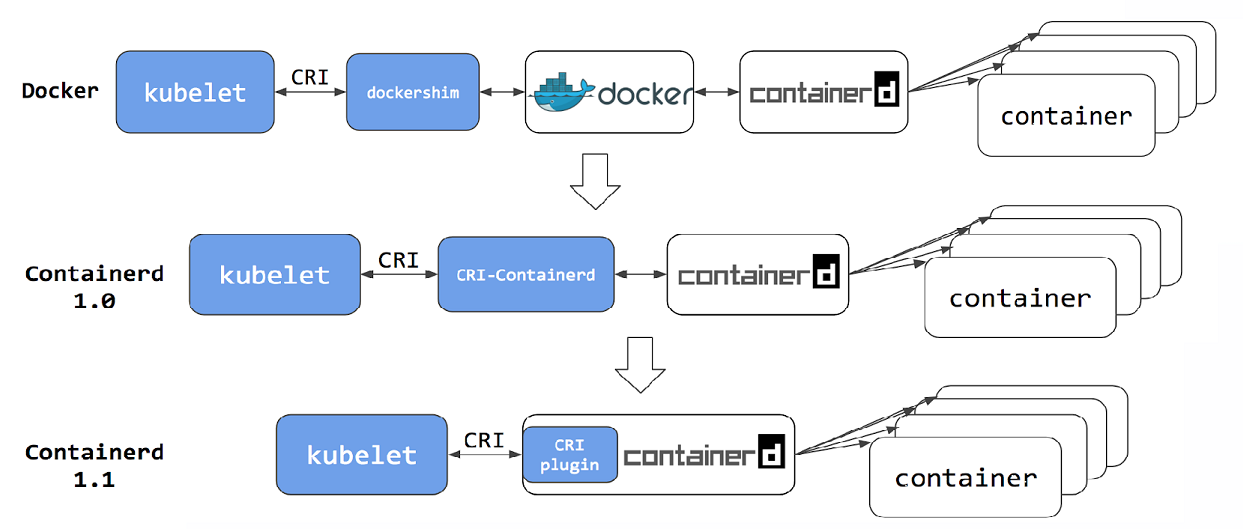 Docker
kubelet
CRI
dockershim
docker
containerd
container
Containerd
1.0
kubelet
CRI
CRI-Containerd
containerd
container
Containerd
1.1
kubelet
CRI
CRI
plugin
containerd
container